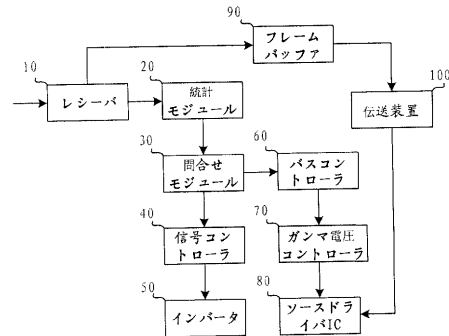 90
フレーム
バッファ
10
レシーバ
20
統計
モジュール
100
伝送装置
30
問合せ
モジュール
60
バスコン
トローラ
40
信号コン
トローラ
70
ガンマ電圧
コントローラ
50
インバータ
80
ソースドラ
イバIC